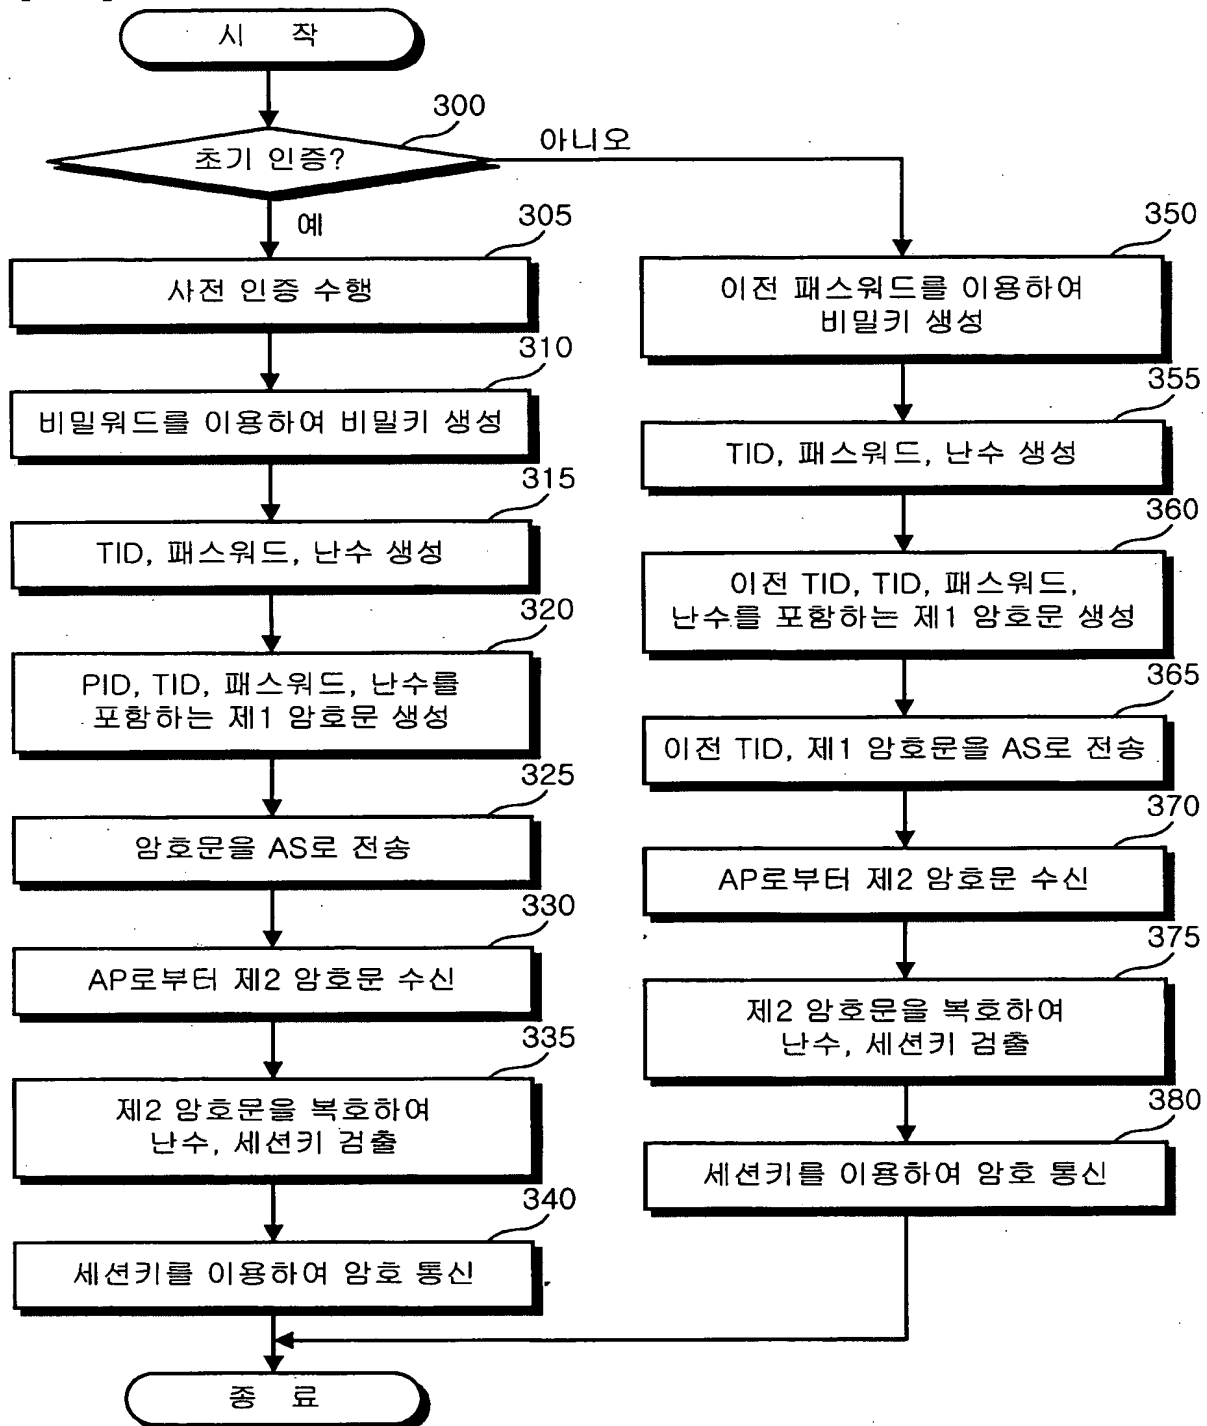 시 작
300
초기 인증?
아니오
예
305
사전 인증 수행
310
비밀워드를 이용하여 비밀키 생성
315
TID, 패스워드, 난수 생성
320
PID, TID, 패스워드, 난수를
포함하는 제1 암호문 생성
325
암호문을 AS로 전송
330
AP로부터 제2 암호문 수신
335
제2 암호문을 복호하여
난수, 세션키 검출
340
세션키를 이용하여 암호 통신
350
이전 패스워드를 이용하여
비밀키 생성
355
TID, 패스워드, 난수 생성
360
이전 TID, TID, 패스워드,
난수를 포함하는 제1 암호문 생성
365
이전 TID, 제1 암호문을 AS로 전송
370
AP로부터 제2 암호문 수신
375
제2 암호문을 복호하여
난수, 세션키 검출
380
세션키를 이용하여 암호 통신
종 료